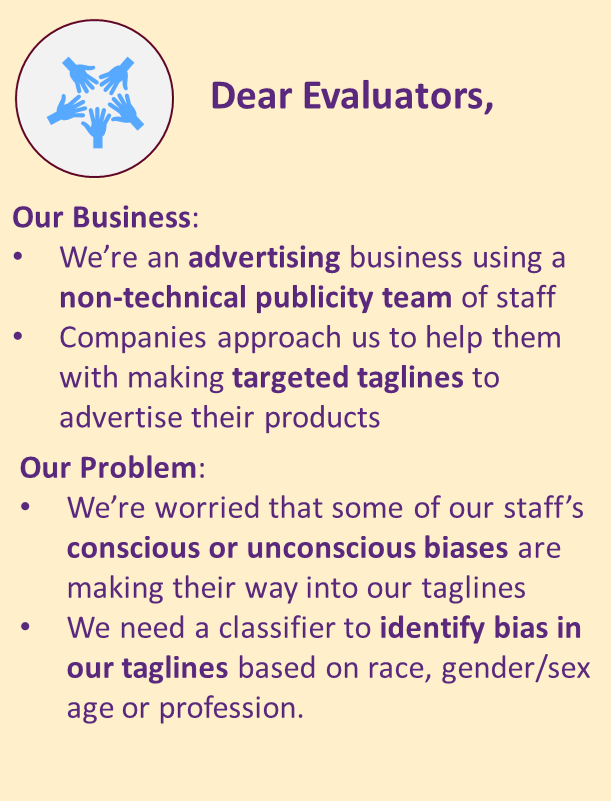 Dear Evaluators,
Our Business:
• We’re an advertising business using a
non-technical publicity team of staff
• Companies approach us to help them
with making targeted taglines to
advertise their products
Our Problem:
• We’re worried that some of our staff’s
conscious or unconscious biases are
making their way into our taglines
• We need a classifier to identify bias in
our taglines based on race, gender/sex
age or profession.